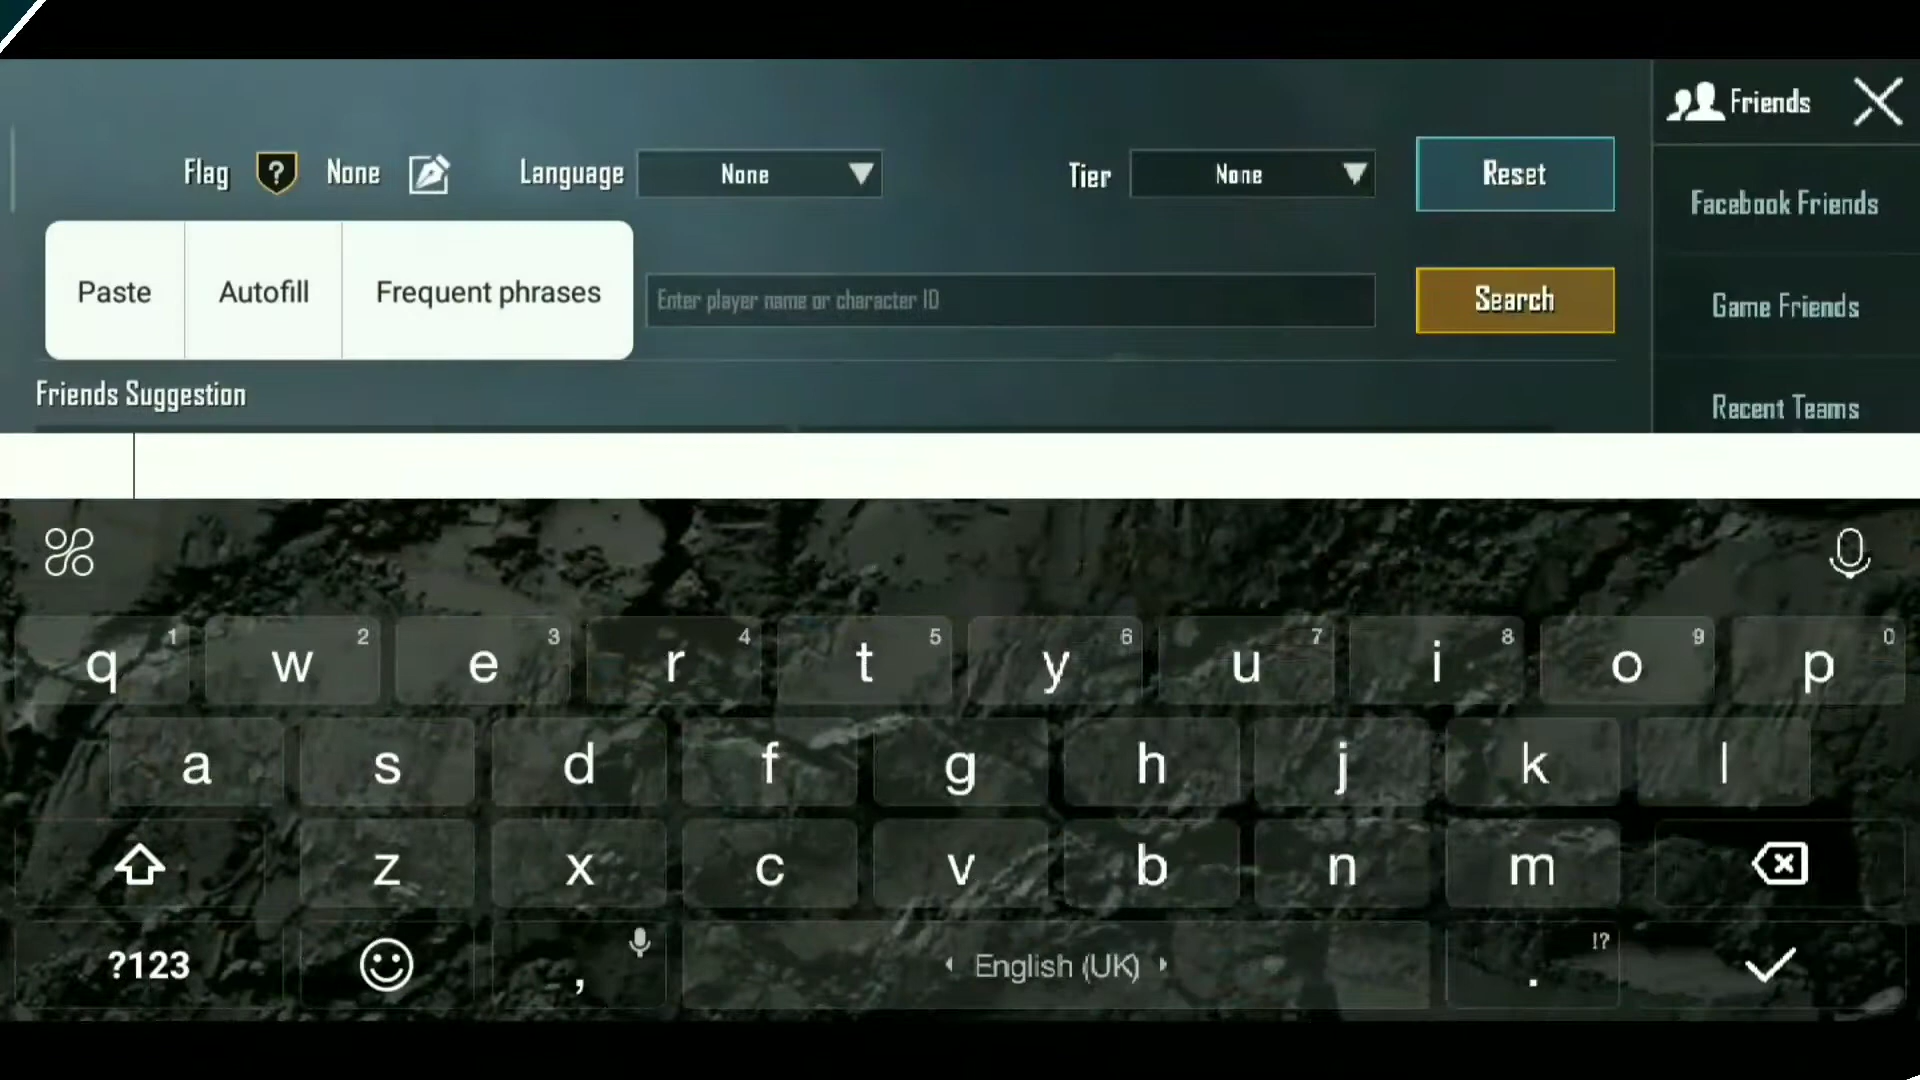 Friends
Flag ? None Language None Tier None Reset
Facebook Friends
Paste Autofill Frequent phrases
Enter player name or character ID
Search
Game Friends
Friends Suggestion
Recent Teams
1 2 3 4 5 6 7 8 9 0
q w e r t y u i o p
a s d f g h j k l
z x c v b n m
?123 , English (UK) . !?